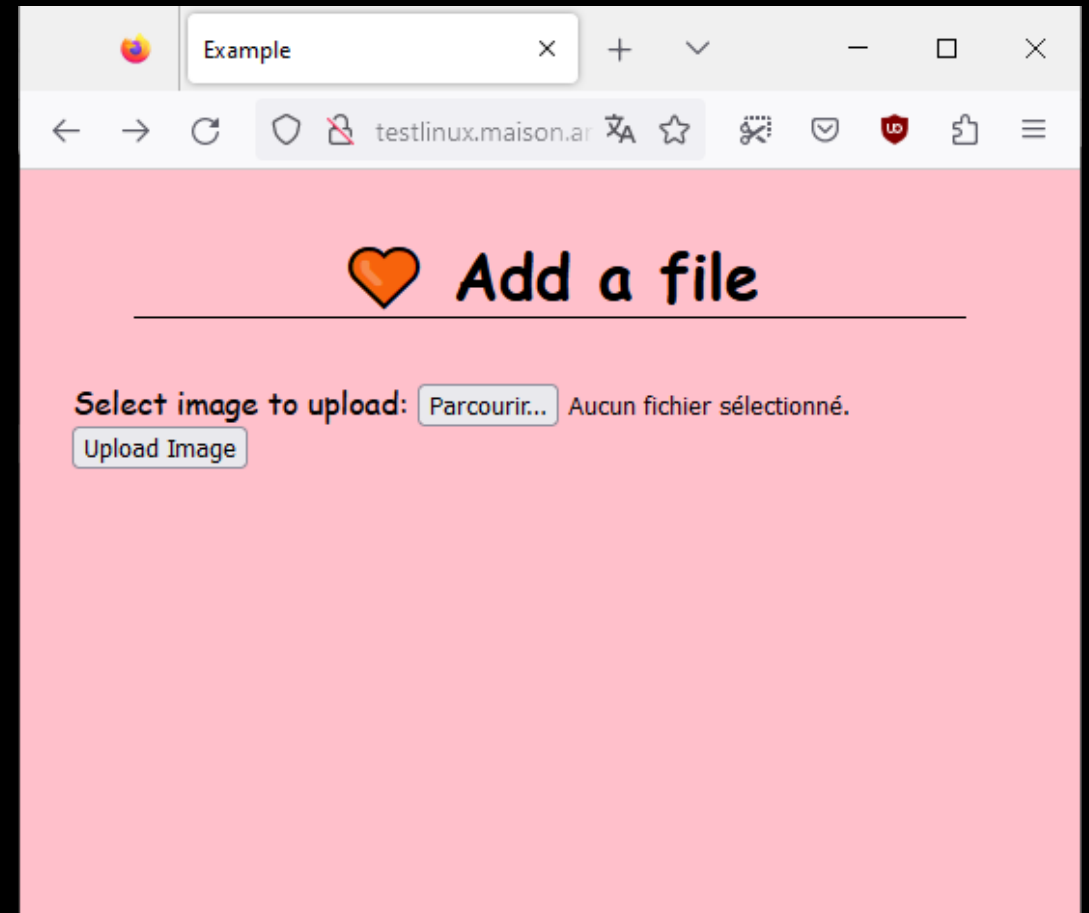 Example
testlinux.maison.ar
🧡 Add a file
Select image to upload: Parcourir... Aucun fichier sélectionné.
Upload Image